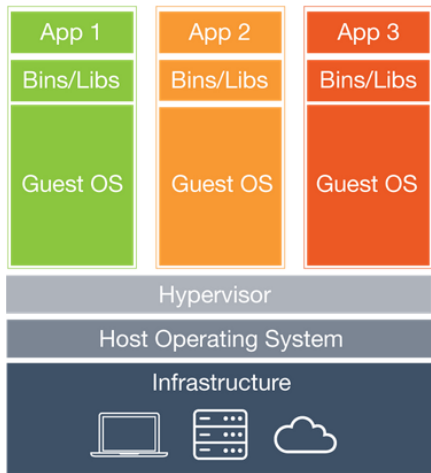 App 1
App 2
App 3
Bins/Libs
Bins/Libs
Bins/Libs
Guest OS
Guest OS
Guest OS
Hypervisor
Host Operating System
Infrastructure